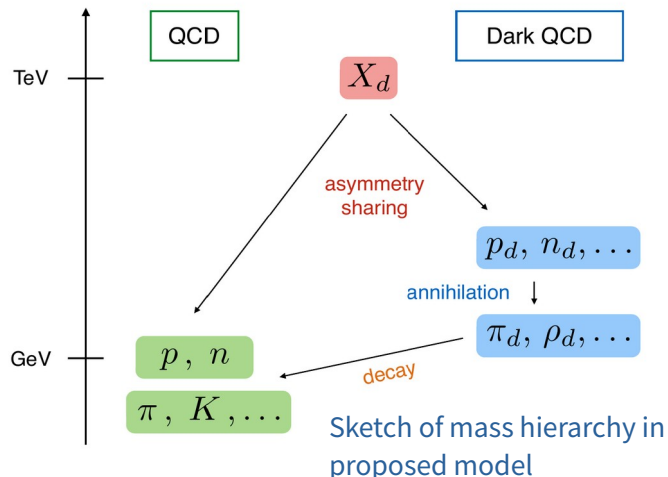 QCD
Dark QCD
TeV
X_d
asymmetry
sharing
p_d, n_d, ...
annihilation
GeV
p, n
π_d, ρ_d, ...
decay
π, K, ...
Sketch of mass hierarchy in
proposed model